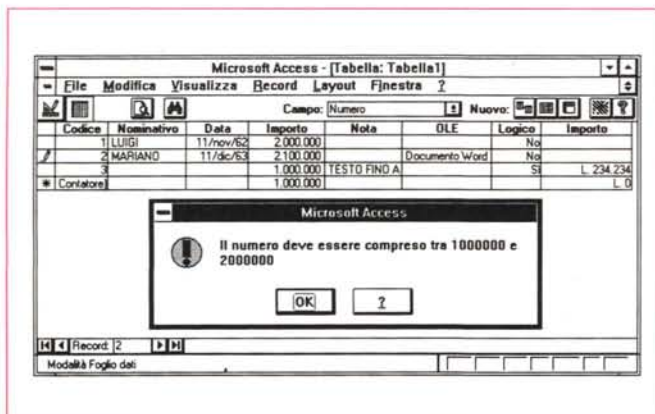 Microsoft Access - [Tabella: Tabella1]
File Modifica Visualizza Record Layout Finestra ?
Campo: Numero Nuovo:
Codice Nominativo Data Importo Nota OLE Logico Importo
1 LUIGI 11/nov/62 2.000.000 No
2 MARIANO 11/dic/63 2.100.000 Documento Word No
3 1.000.000 TESTO FINO A Sì L. 234.234
* Contatore 1.000.000 L. 0
Microsoft Access
Il numero deve essere compreso tra 1000000 e
2000000
OK ?
Record: 2
Modalità Foglio dati